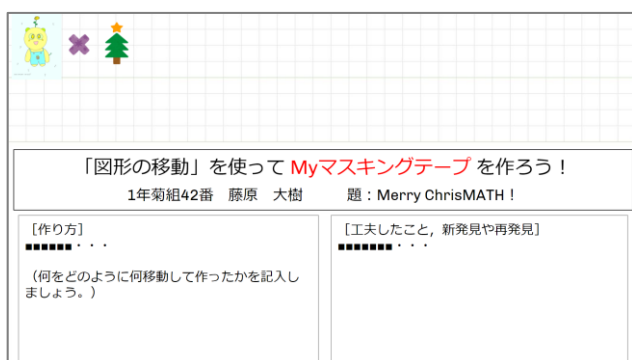 「図形の移動」を使って Myマスキングテープ を作ろう！
1年菊組42番　藤原　大樹　　題：Merry ChrisMATH！
［作り方］
■■■■■■・・・
（何をどのように何移動して作ったかを記入し
ましょう。）
［工夫したこと，新発見や再発見］
■■■■■■■・・・